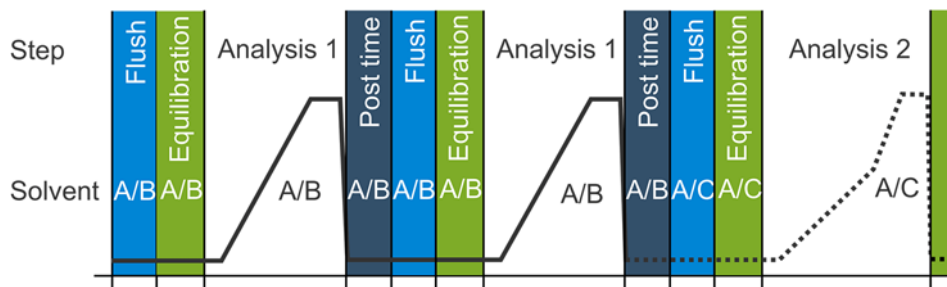 Step
Flush
Equilibration
Analysis 1
Post time
Flush
Equilibration
Analysis 1
Post time
Flush
Equilibration
Analysis 2
Solvent
A/B
A/B
A/B
A/B
A/B
A/B
A/B
A/B
A/C
A/C
A/C